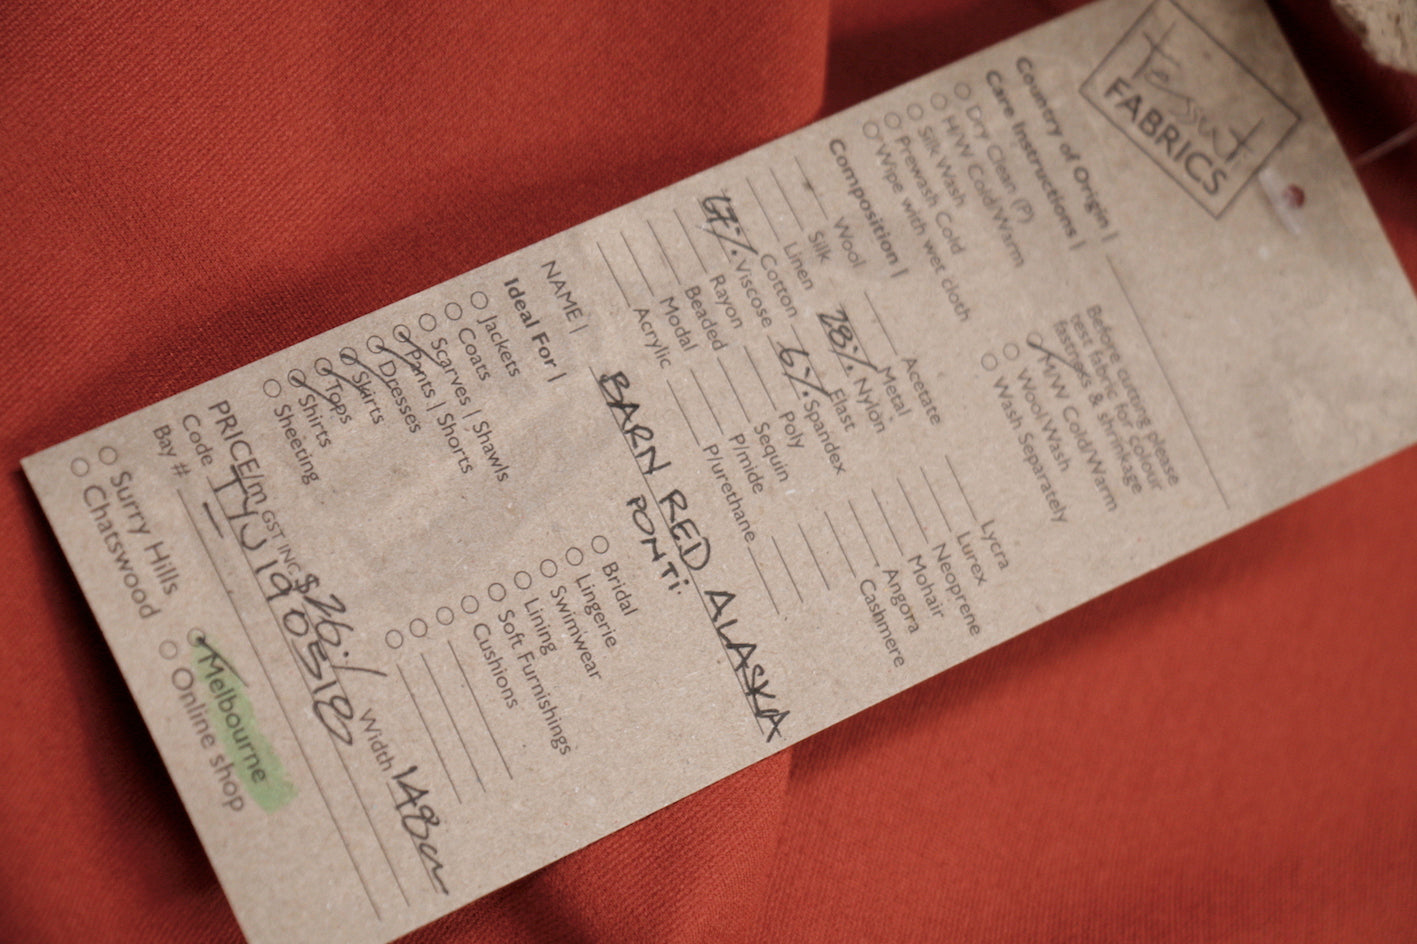 tessuti
FABRICS
Country of Origin |
Care Instructions |
Dry Clean (P)
H/W Cold/Warm
Silk Wash
Prewash Cold
Wipe with wet cloth
Before cutting please
test fabric for colour
fastness & shrinkage
M/W Cold/Warm
Wool Wash
Wash Separately
Composition |
Wool
Silk
Linen
Cotton
67% Viscose
Rayon
Beaded
Modal
Acrylic
Acetate
Metal
28% Nylon
Elast
6% Spandex
Poly
Sequin
P/mide
P/urethane
Lycra
Lurex
Neoprene
Mohair
Angora
Cashmere
NAME | BARN RED ALASKA
PONTi
Ideal For |
Jackets
Coats
Scarves | Shawls
Pants | Shorts
Dresses
Skirts
Tops
Shirts
Sheeting
Bridal
Lingerie
Swimwear
Lining
Soft Furnishings
Cushions
PRICE/m GST INC $26./ Width 148cm
Code TYJ190518
Bay #
Surry Hills
Chatswood
Melbourne
Online shop